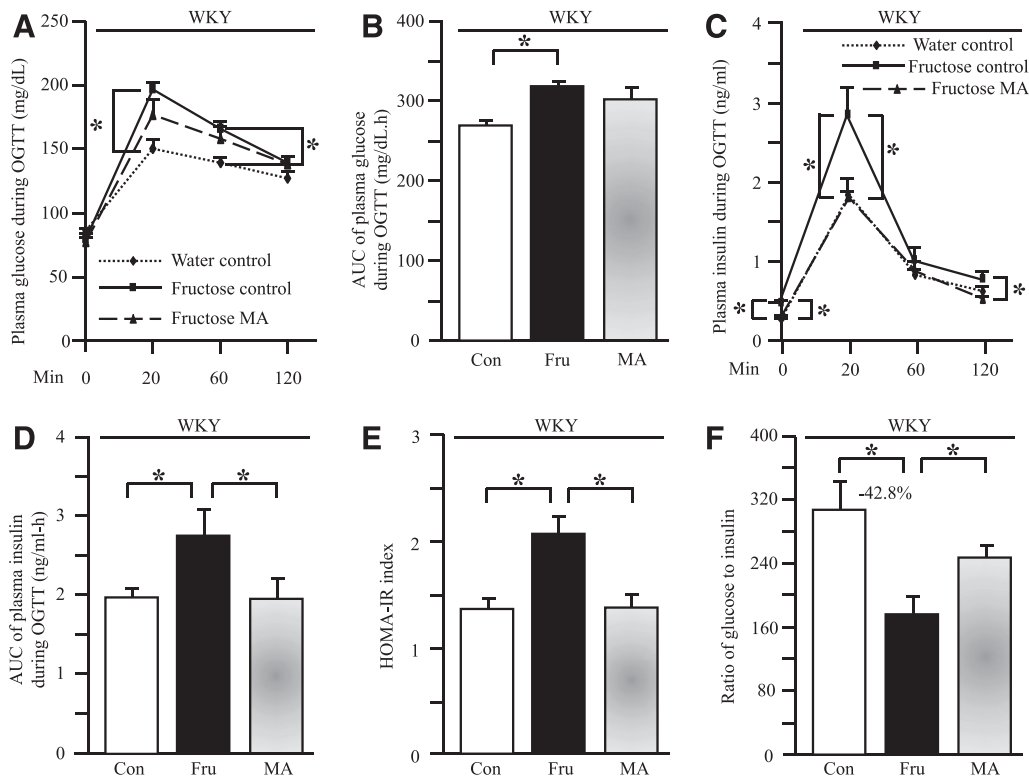 A
WKY
Plasma glucose during OGTT (mg/dL)
250
200
150
100
50
0
*
*
Water control
Fructose control
Fructose MA
Min 0 20 60 120
B
WKY
AUC of plasma glucose
during OGTT (mg/dL.h)
400
300
200
100
0
*
Con Fru MA
C
WKY
Plasma insulin during OGTT (ng/ml)
4
3
2
1
0
Water control
Fructose control
Fructose MA
* *
* * *
Min 0 20 60 120
D
WKY
AUC of plasma insulin
during OGTT (ng/ml-h)
4
3
2
1
0
* *
Con Fru MA
E
WKY
HOMA-IR index
3
2
1
0
* *
Con Fru MA
F
WKY
Ratio of glucose to insulin
400
320
240
160
80
0
* *
-42.8%
Con Fru MA